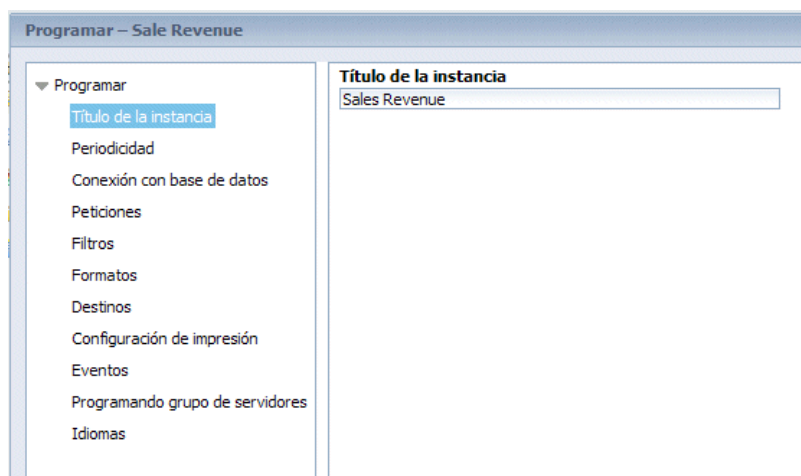 Programar – Sale Revenue
Programar
Título de la instancia
Periodicidad
Conexión con base de datos
Peticiones
Filtros
Formatos
Destinos
Configuración de impresión
Eventos
Programando grupo de servidores
Idiomas
Título de la instancia
Sales Revenue